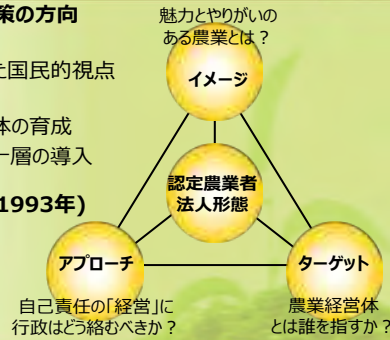 策の方向
国民的視点
体の育成
一層の導入
1993年)
魅力とやりがいの
ある農業とは？
イメージ
認定農業者
法人形態
アプローチ
ターゲット
自己責任の「経営」に
行政はどう絡むべきか？
農業経営体
とは誰を指すか？